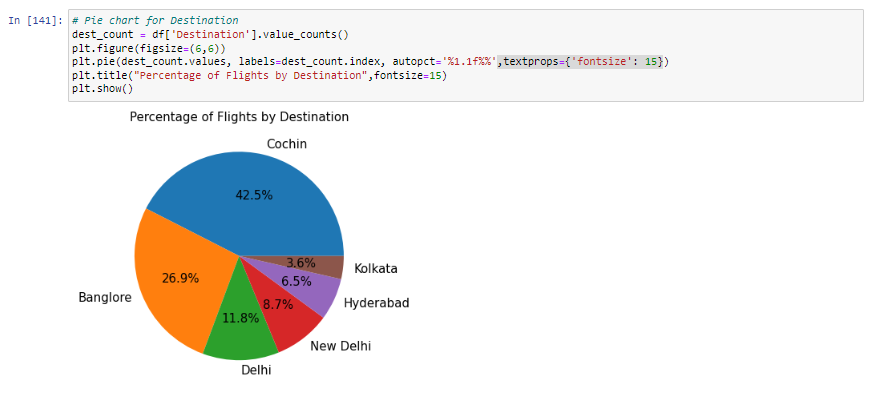 In [141]: # Pie chart for Destination
dest_count = df['Destination'].value_counts()
plt.figure(figsize=(6,6))
plt.pie(dest_count.values, labels=dest_count.index, autopct='%1.1f%%',textprops={'fontsize': 15})
plt.title("Percentage of Flights by Destination",fontsize=15)
plt.show()
Percentage of Flights by Destination
Cochin
42.5%
3.6%
Kolkata
26.9%
6.5%
Banglore
Hyderabad
8.7%
11.8%
New Delhi
Delhi